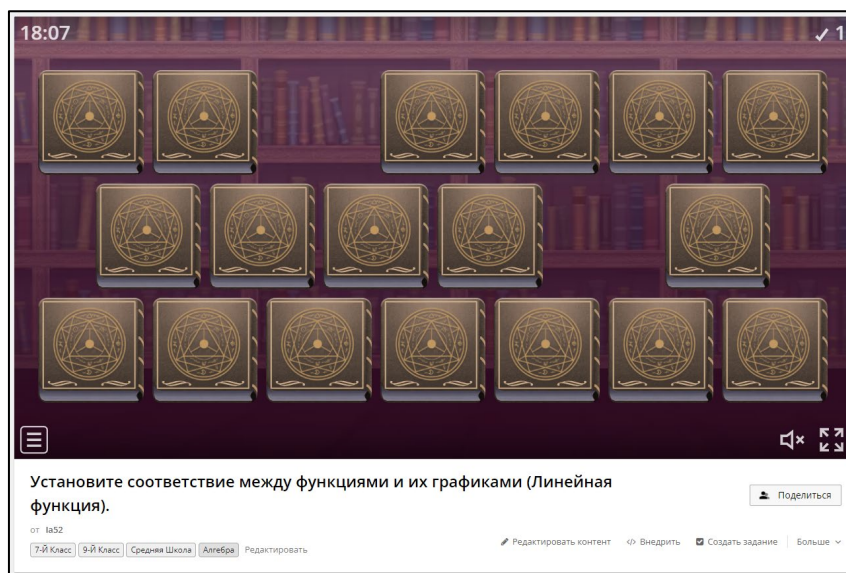 18:07
✓ 1
Установите соответствие между функциями и их графиками (Линейная
функция).
Поделиться
от la52
7-Й Класс 9-Й Класс Средняя Школа Алгебра Редактировать
Редактировать контент </> Внедрить Создать задание Больше